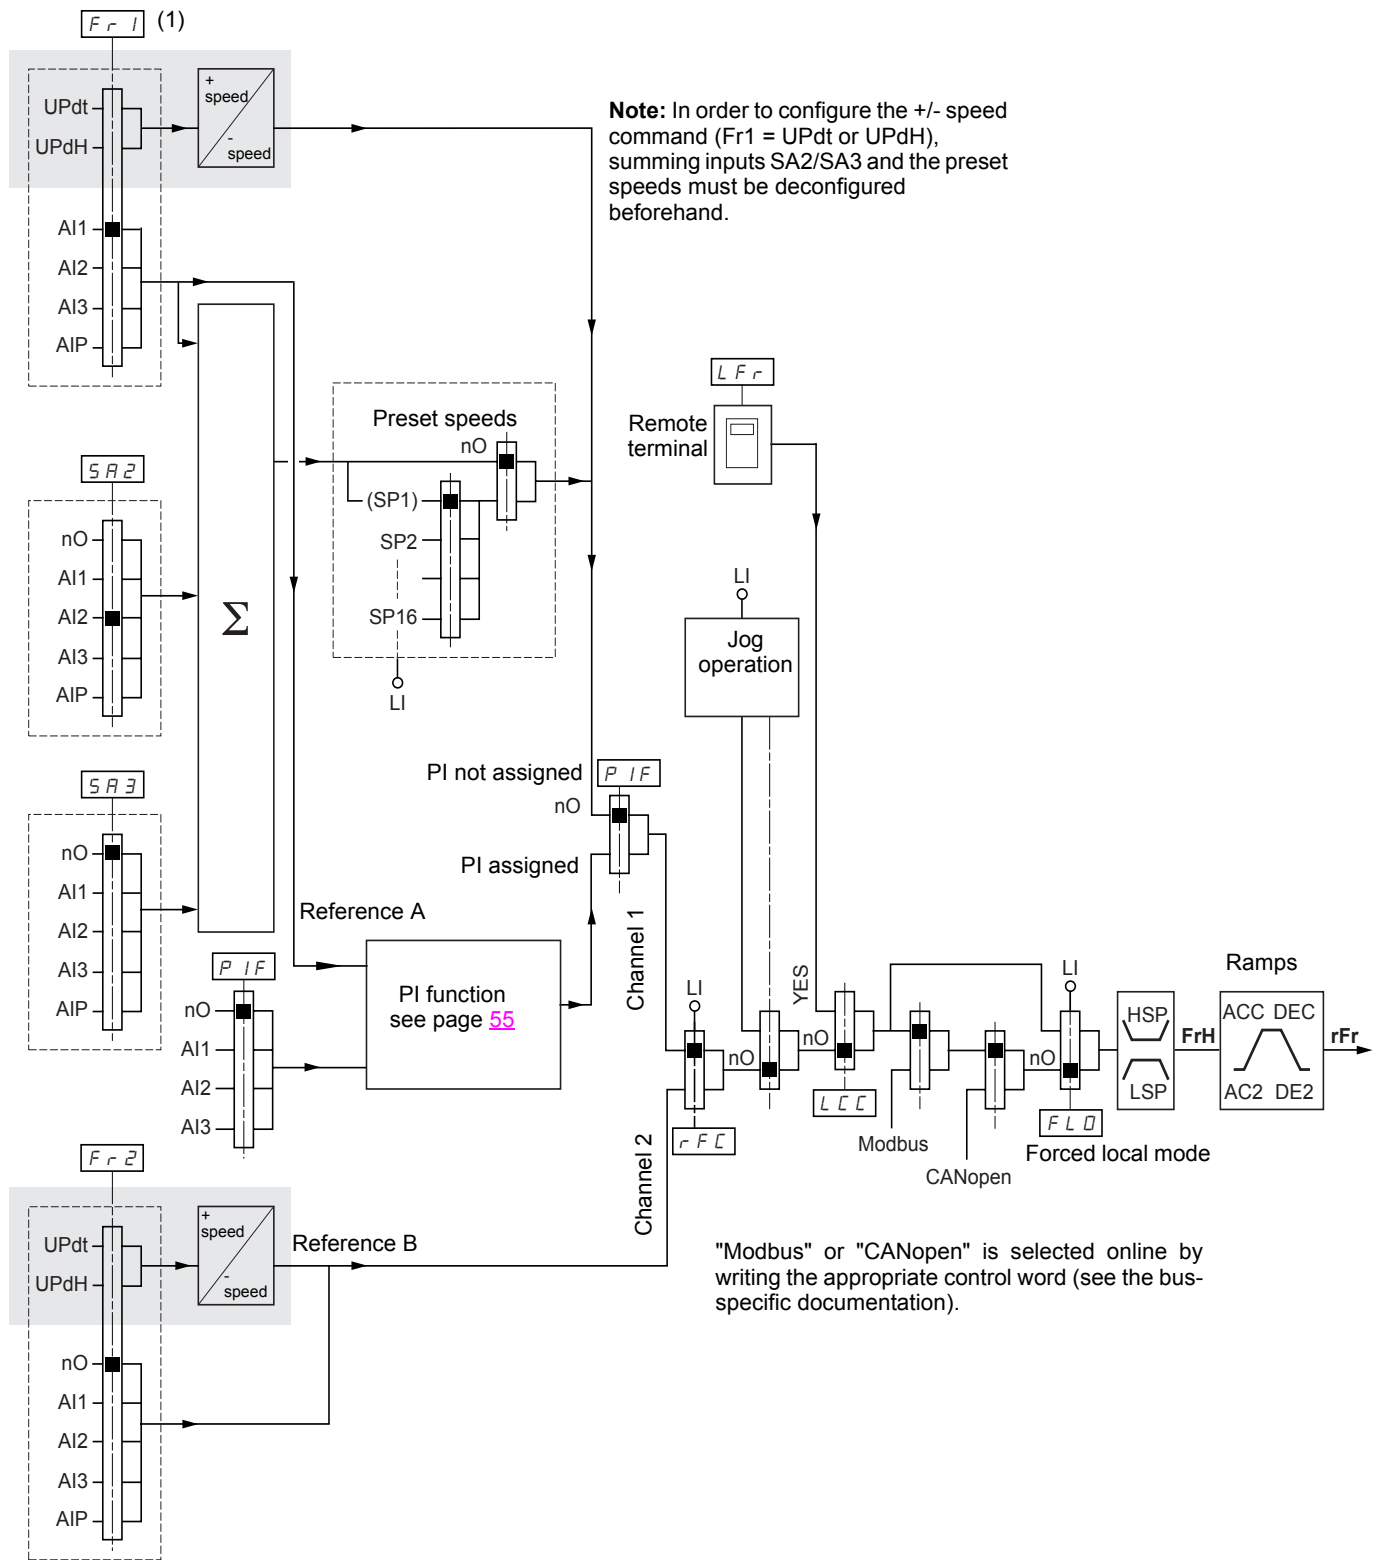 Fr1 (1)
UPdt
UPdH
+
speed
-
speed
AI1
AI2
AI3
AIP
Note: In order to configure the +/- speed
command (Fr1 = UPdt or UPdH),
summing inputs SA2/SA3 and the preset
speeds must be deconfigured
beforehand.
SA2
nO
AI1
AI2
AI3
AIP
Σ
Preset speeds
nO
(SP1)
SP2
SP16
LI
LFr
Remote
terminal
LI
Jog
operation
SA3
nO
AI1
AI2
AI3
AIP
PI not assigned
PIF
nO
PI assigned
Reference A
PIF
nO
AI1
AI2
AI3
PI function
see page 55
Channel 1
Channel 2
LI
rFC
nO
YES
nO
LCC
Modbus
CANopen
nO
LI
FLO
Forced local mode
HSP
LSP
FrH
Ramps
ACC DEC
AC2 DE2
rFr
Fr2
UPdt
UPdH
+
speed
-
speed
Reference B
nO
AI1
AI2
AI3
AIP
"Modbus" or "CANopen" is selected online by
writing the appropriate control word (see the bus-
specific documentation).